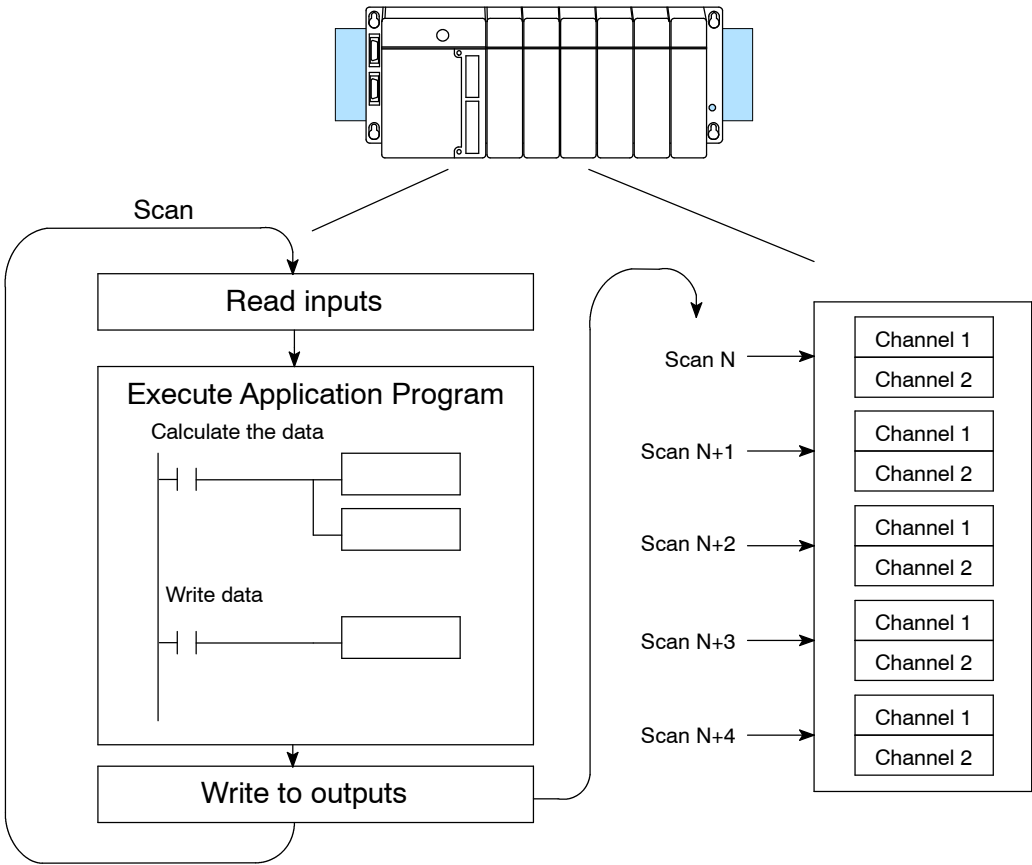 Scan
Read inputs
Execute Application Program
Calculate the data
Write data
Write to outputs
Scan N
Channel 1
Channel 2
Scan N+1
Channel 1
Channel 2
Scan N+2
Channel 1
Channel 2
Scan N+3
Channel 1
Channel 2
Scan N+4
Channel 1
Channel 2